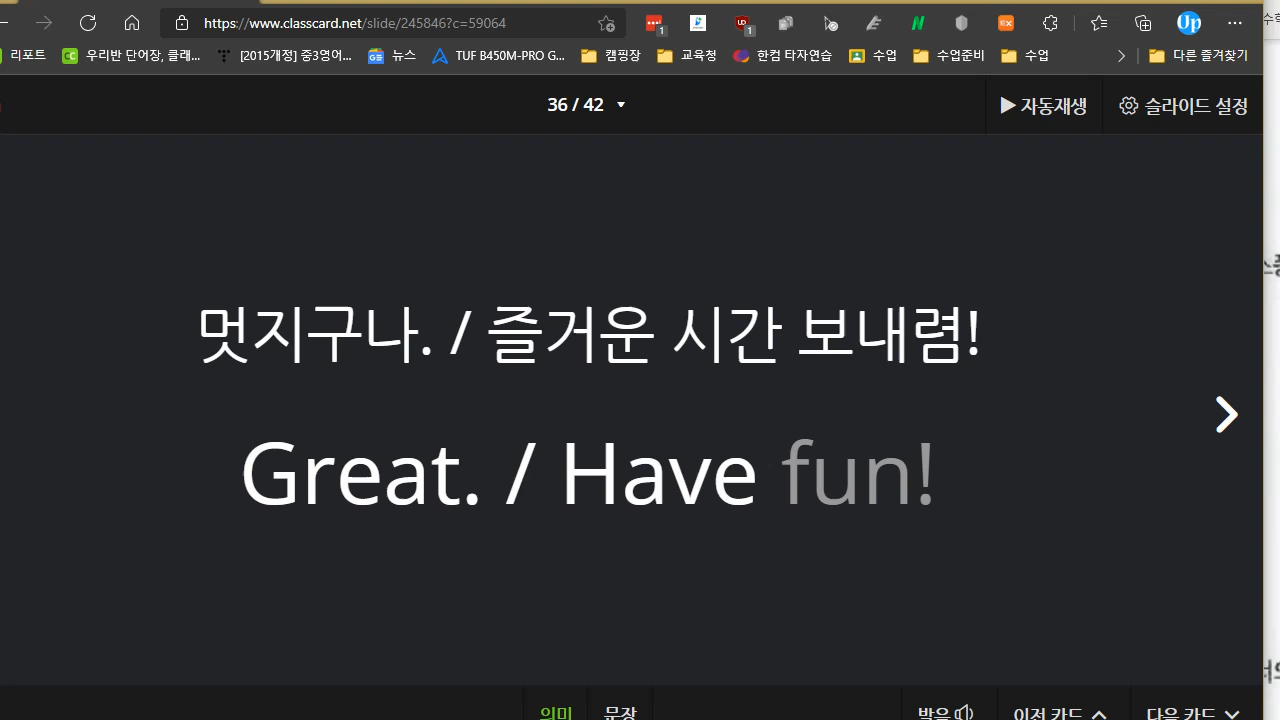 https://www.classcard.net/slide/245846?c=59064
리포트 우리반 단어장, 클래... [2015개정] 중3영어... 뉴스 TUF B450M-PRO G... 캠핑장 교육청 한컴 타자연습 수업 수업준비 수업 다른 즐겨찾기
36 / 42 자동재생 슬라이드 설정
멋지구나. / 즐거운 시간 보내렴!
Great. / Have fun!
의미 문장 발음 이전 카드 다음 카드